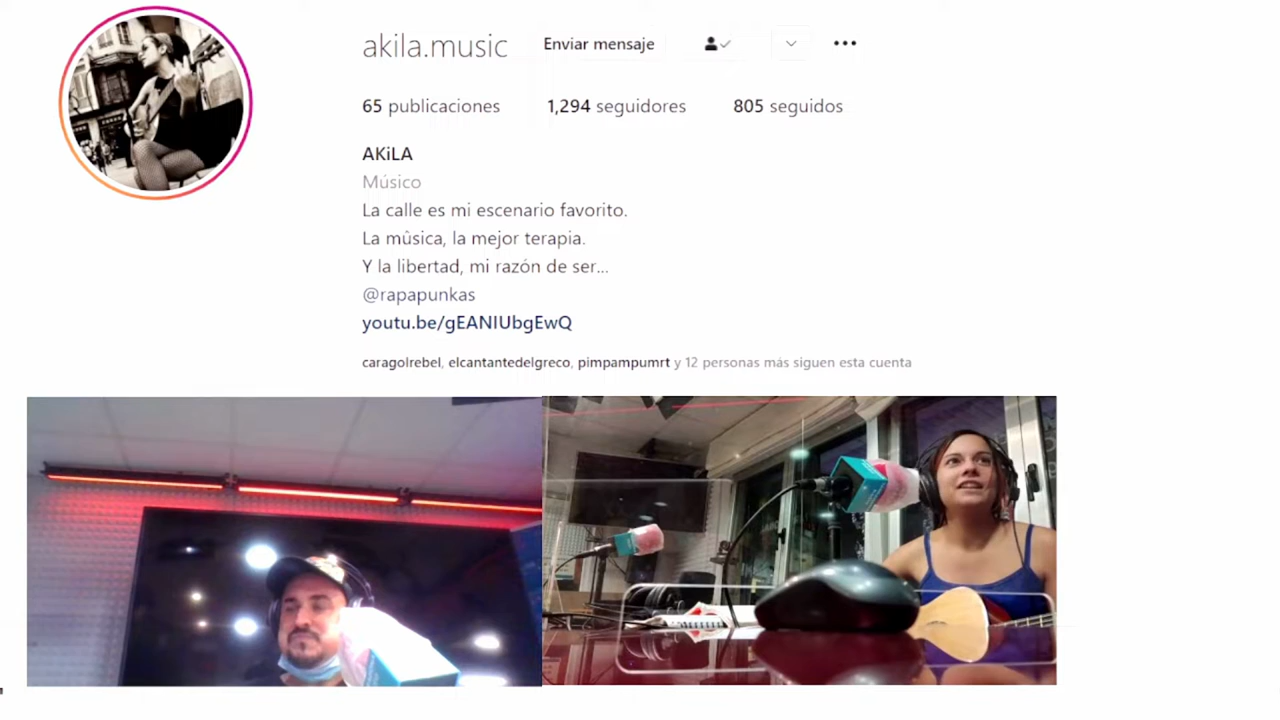 akila.music Enviar mensaje
65 publicaciones 1,294 seguidores 805 seguidos
AKiLA
Músico
La calle es mi escenario favorito.
La mûsica, la mejor terapia.
Y la libertad, mi razón de ser...
@rapapunkas
youtu.be/gEANIUbgEwQ
caragolrebel, elcantantedelgreco, pimpampumrt y 12 personas más siguen esta cuenta